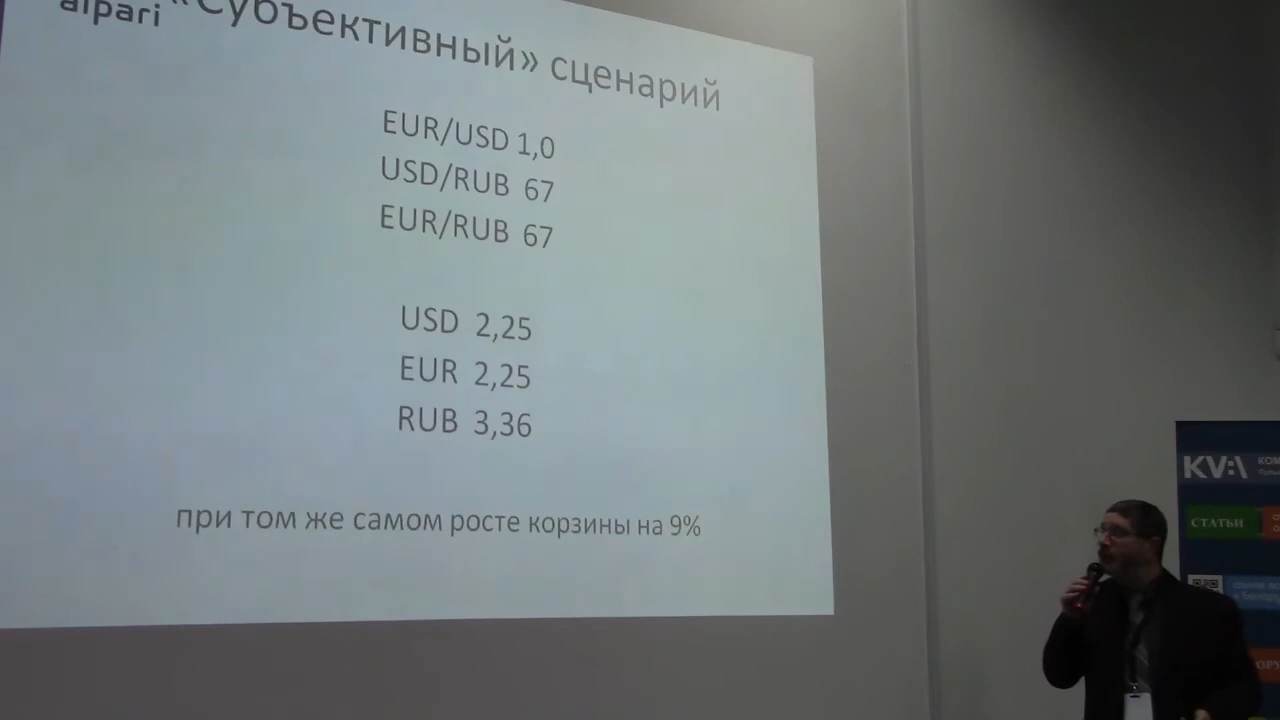 alpari
«Субъективный» сценарий
EUR/USD 1,0
USD/RUB 67
EUR/RUB 67
USD 2,25
EUR 2,25
RUB 3,36
при том же самом росте корзины на 9%
KV:\
СТАТЬИ